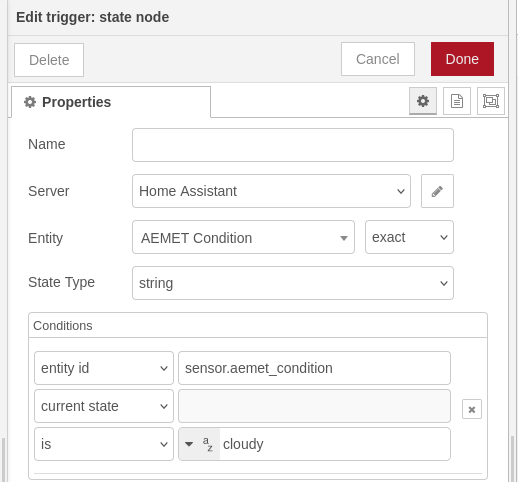 Edit trigger: state node
Delete Cancel Done
Properties
Name
Server Home Assistant
Entity AEMET Condition exact
State Type string
Conditions
entity id sensor.aemet_condition
current state
is az cloudy